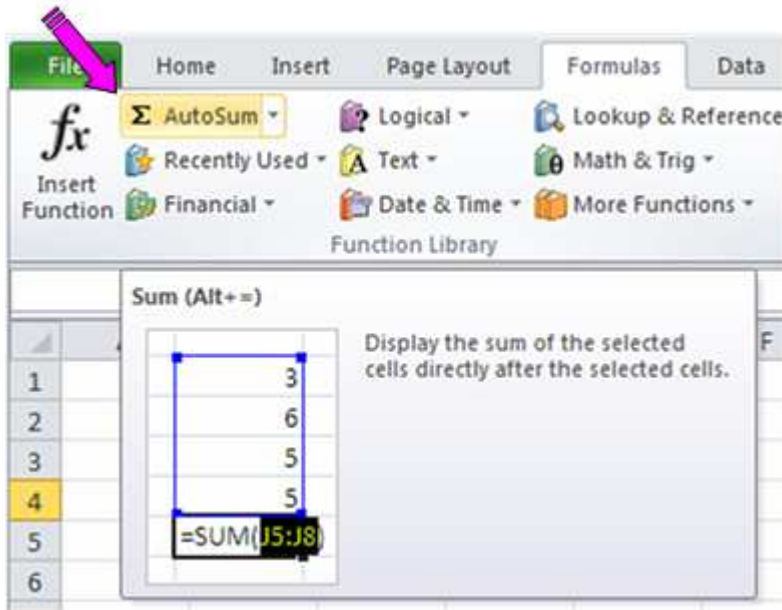 File Home Insert Page Layout Formulas Data
fx Σ AutoSum Logical Lookup & Reference
Recently Used A Text θ Math & Trig
Insert Function Financial Date & Time More Functions
Function Library
Sum (Alt+=)
Display the sum of the selected
cells directly after the selected cells.
F
1 3
2 6
3 5
4 5
5 =SUM(J5:J8)
6